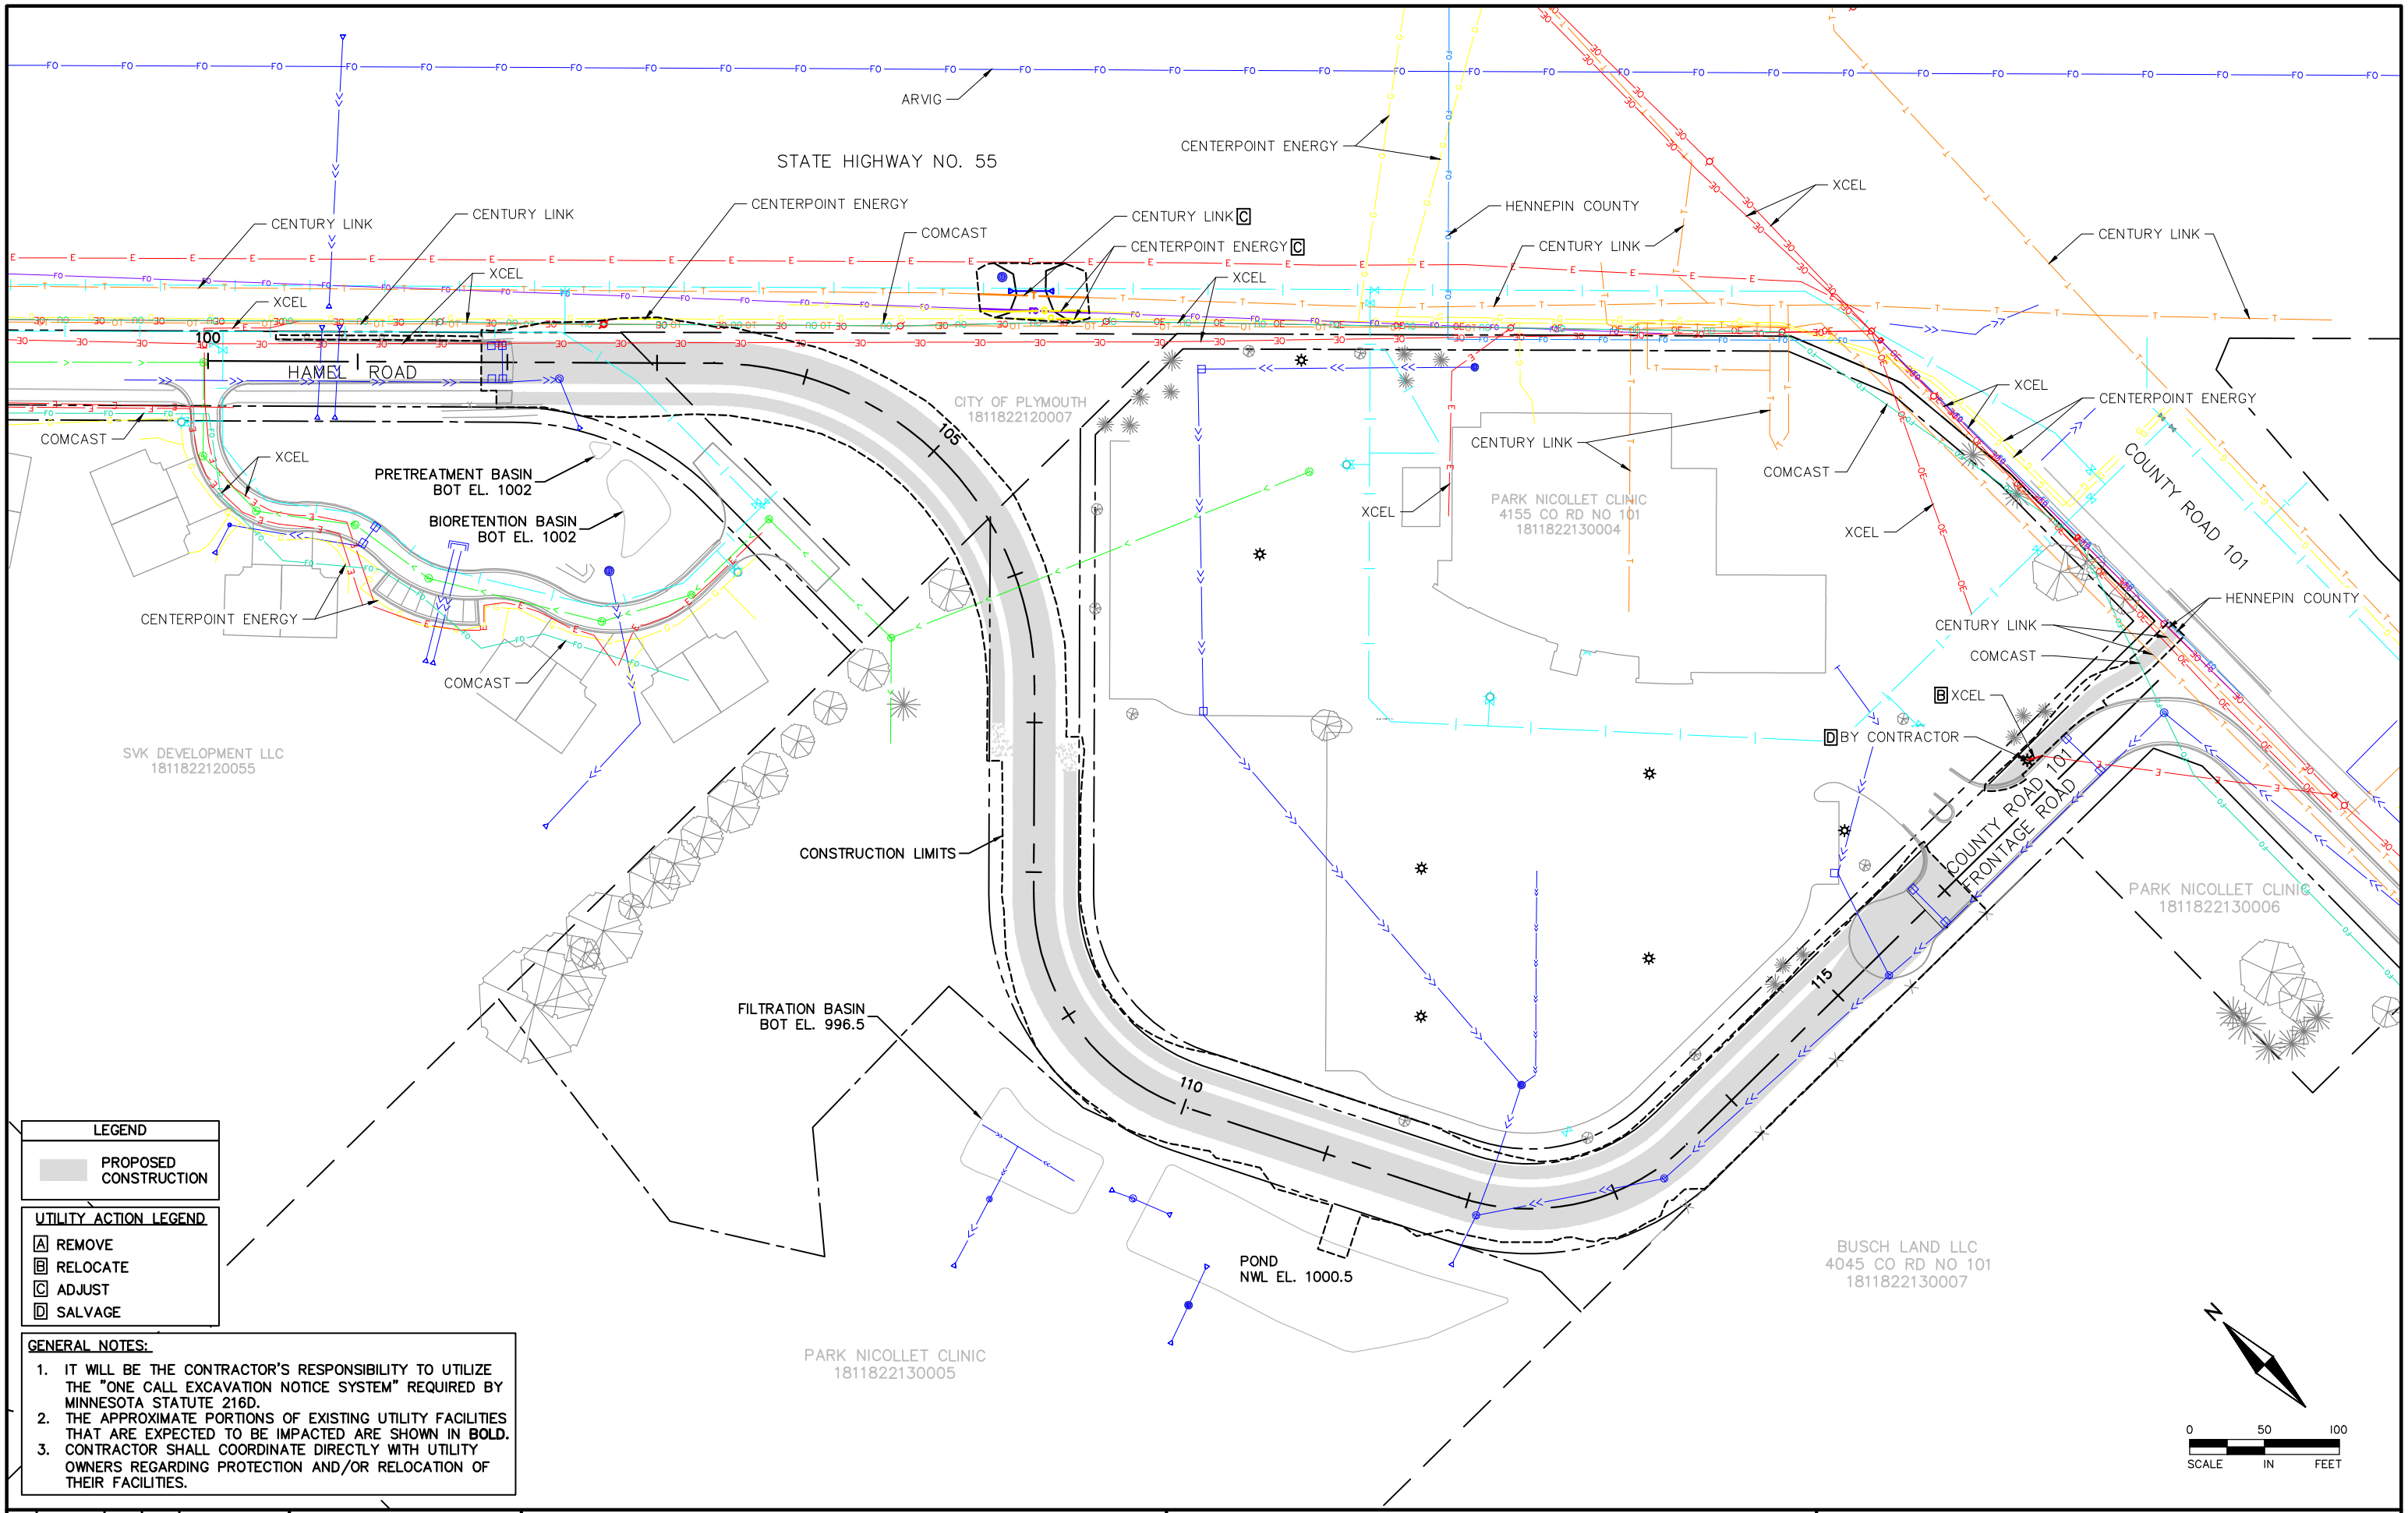 ARVIG
CENTERPOINT ENERGY
STATE HIGHWAY NO. 55
XCEL
CENTURY LINK
CENTURY LINK
CENTERPOINT ENERGY
COMCAST
CENTURY LINK C
CENTERPOINT ENERGY C
HENNEPIN COUNTY
CENTURY LINK
CENTURY LINK
XCEL
XCEL
XCEL
100
HAMEL ROAD
COMCAST
XCEL
PRETREATMENT BASIN
BOT EL. 1002
BIORETENTION BASIN
BOT EL. 1002
CITY OF PLYMOUTH
1811822120007
105
CENTURY LINK
XCEL
PARK NICOLLET CLINIC
4155 CO RD NO 101
1811822130004
COMCAST
XCEL
XCEL
CENTERPOINT ENERGY
COUNTY ROAD 101
CENTERPOINT ENERGY
COMCAST
HENNEPIN COUNTY
CENTURY LINK
COMCAST
B XCEL
D BY CONTRACTOR
SVK DEVELOPMENT LLC
1811822120055
COUNTY ROAD 101
FRONTAGE ROAD
CONSTRUCTION LIMITS
PARK NICOLLET CLINIC
1811822130006
115
FILTRATION BASIN
BOT EL. 996.5
110
POND
NWL EL. 1000.5
BUSCH LAND LLC
4045 CO RD NO 101
1811822130007
PARK NICOLLET CLINIC
1811822130005
LEGEND
PROPOSED
CONSTRUCTION
UTILITY ACTION LEGEND
A REMOVE
B RELOCATE
C ADJUST
D SALVAGE
GENERAL NOTES:
1. IT WILL BE THE CONTRACTOR'S RESPONSIBILITY TO UTILIZE
THE "ONE CALL EXCAVATION NOTICE SYSTEM" REQUIRED BY
MINNESOTA STATUTE 216D.
2. THE APPROXIMATE PORTIONS OF EXISTING UTILITY FACILITIES
THAT ARE EXPECTED TO BE IMPACTED ARE SHOWN IN BOLD.
3. CONTRACTOR SHALL COORDINATE DIRECTLY WITH UTILITY
OWNERS REGARDING PROTECTION AND/OR RELOCATION OF
THEIR FACILITIES.
N
0 50 100
SCALE IN FEET